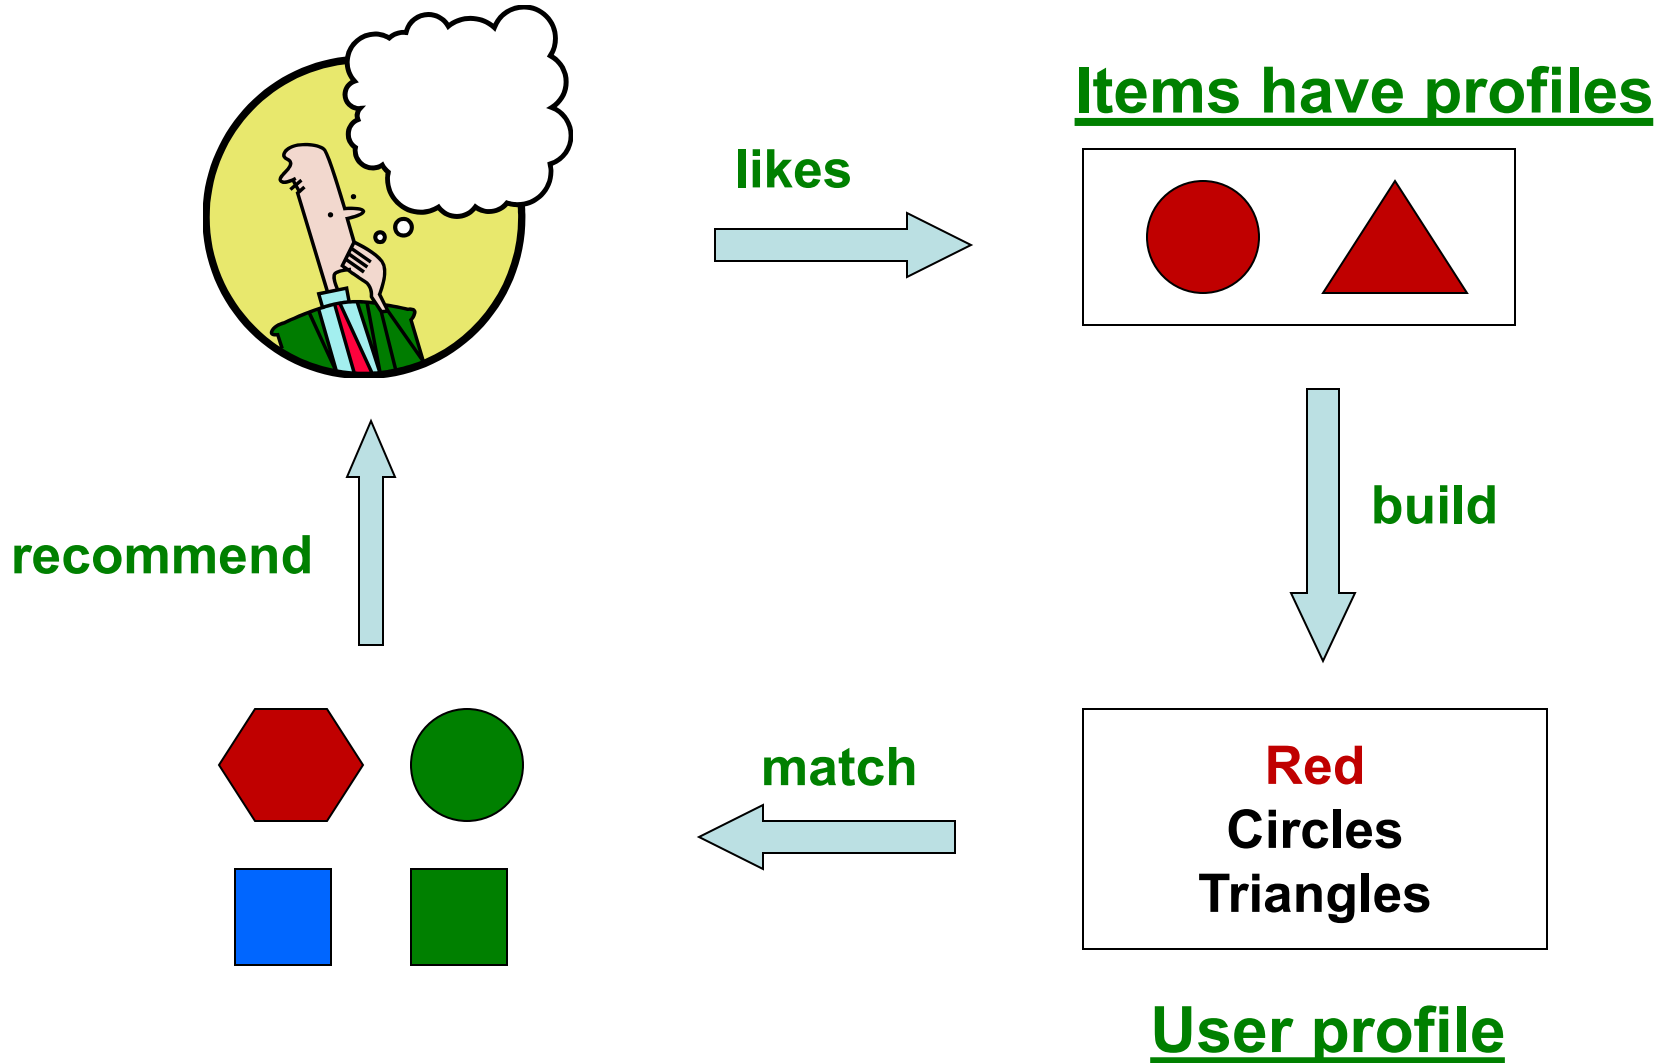 Items have profiles
likes
build
recommend
match
Red
Circles
Triangles
User profile